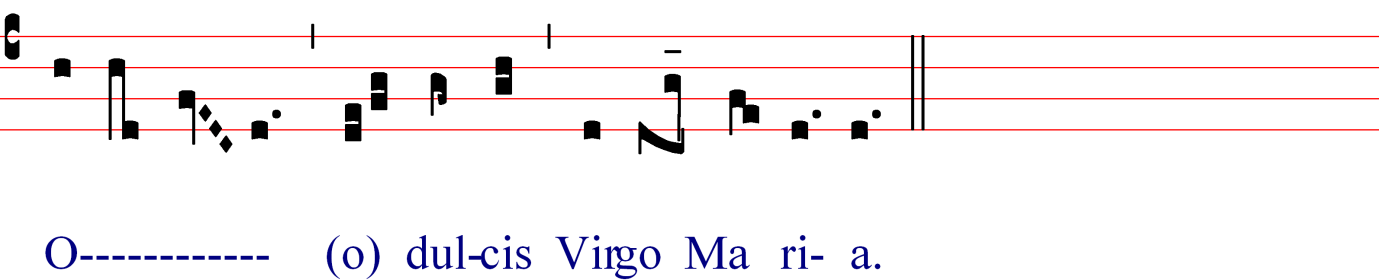 O------------ (o) dul-cis Virgo Ma ri- a.